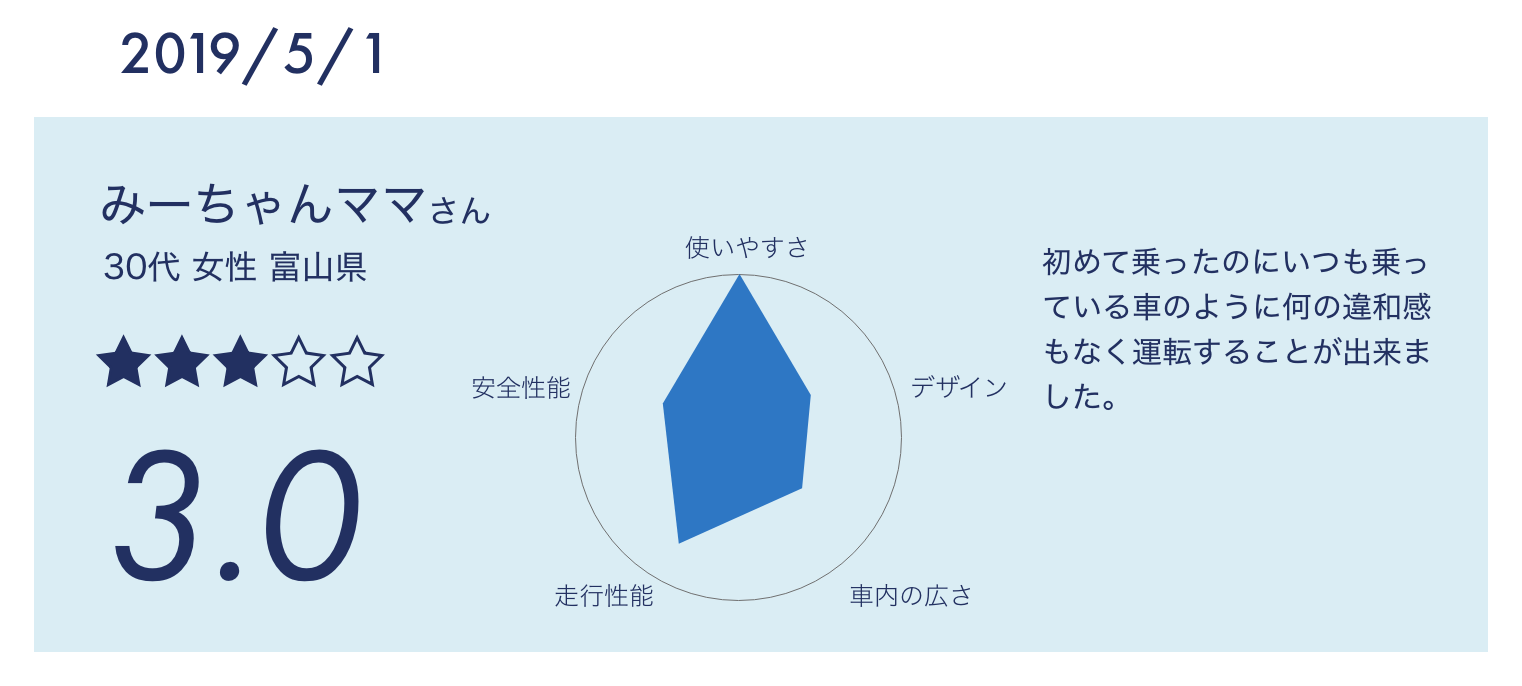 2019/5/1
みーちゃんママさん
30代 女性 富山県
★★★☆☆
3.0
使いやすさ
デザイン
車内の広さ
走行性能
安全性能
初めて乗ったのにいつも乗っ
ている車のように何の違和感
もなく運転することが出来ま
した。